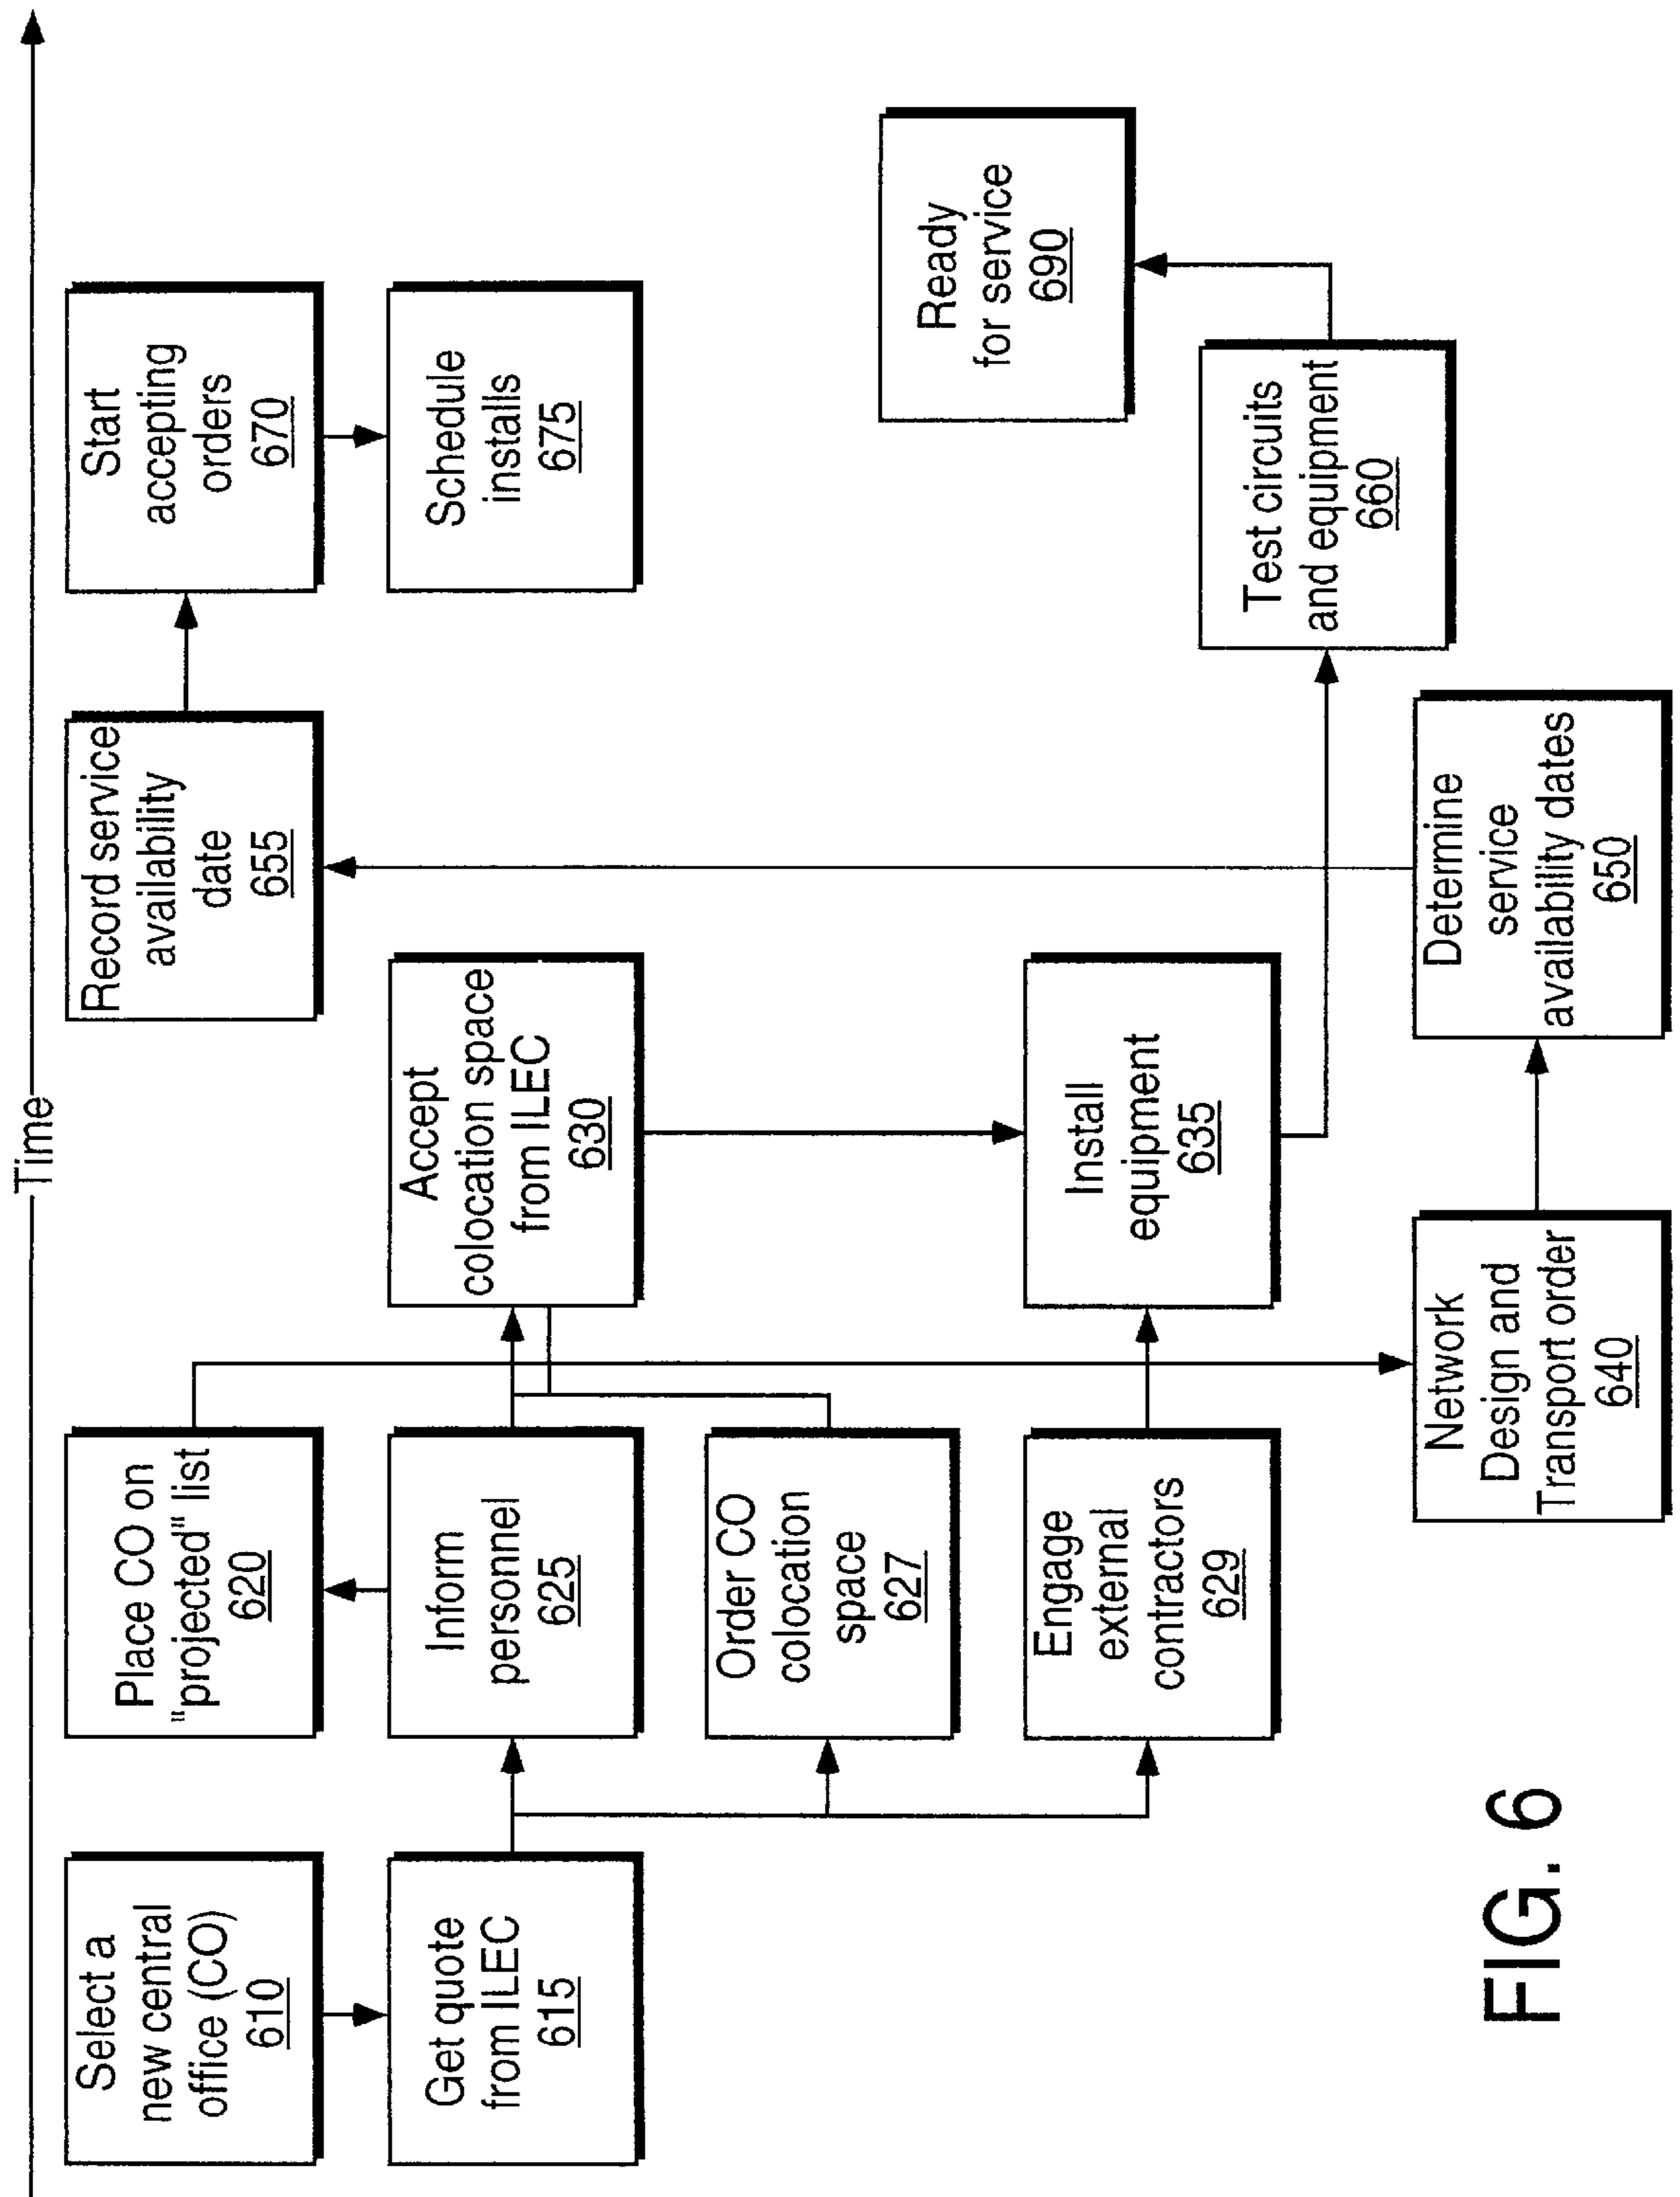 Time
Select a
new central
office (CO)
610
Get quote
from ILEC
615
Place CO on
"projected" list
620
Inform
personnel
625
Order CO
colocation
space
627
Engage
external
contractors
629
Accept
colocation space
from ILEC
630
Install
equipment
635
Network
Design and
Transport order
640
Determine
service
availability dates
650
Record service
availability
date
655
Test circuits
and equipment
660
Start
accepting
orders
670
Schedule
installs
675
Ready
for service
690
FIG. 6